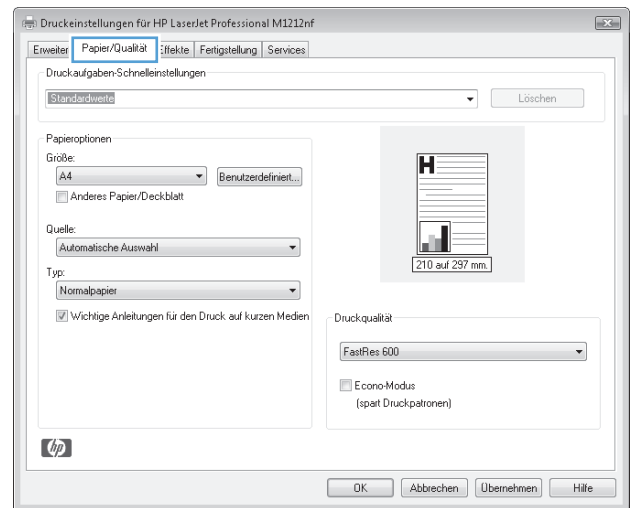 Druckeinstellungen für HP LaserJet Professional M1212nf
Papier/Qualität Effekte Fertigstellung Services
Druckaufgaben-Schnelleinstellungen
Standardwerte Löschen
Papieroptionen
Größe:
A4 Benutzerdefiniert...
Anderes Papier/Deckblatt
Quelle:
Automatische Auswahl
Typ:
Normalpapier
Wichtige Anleitungen für den Druck auf kurzen Medien
H
210 auf 297 mm.
Druckqualität
FastRes 600
Econo-Modus
(spart Druckpatronen)
hp
OK Abbrechen Übernehmen Hilfe